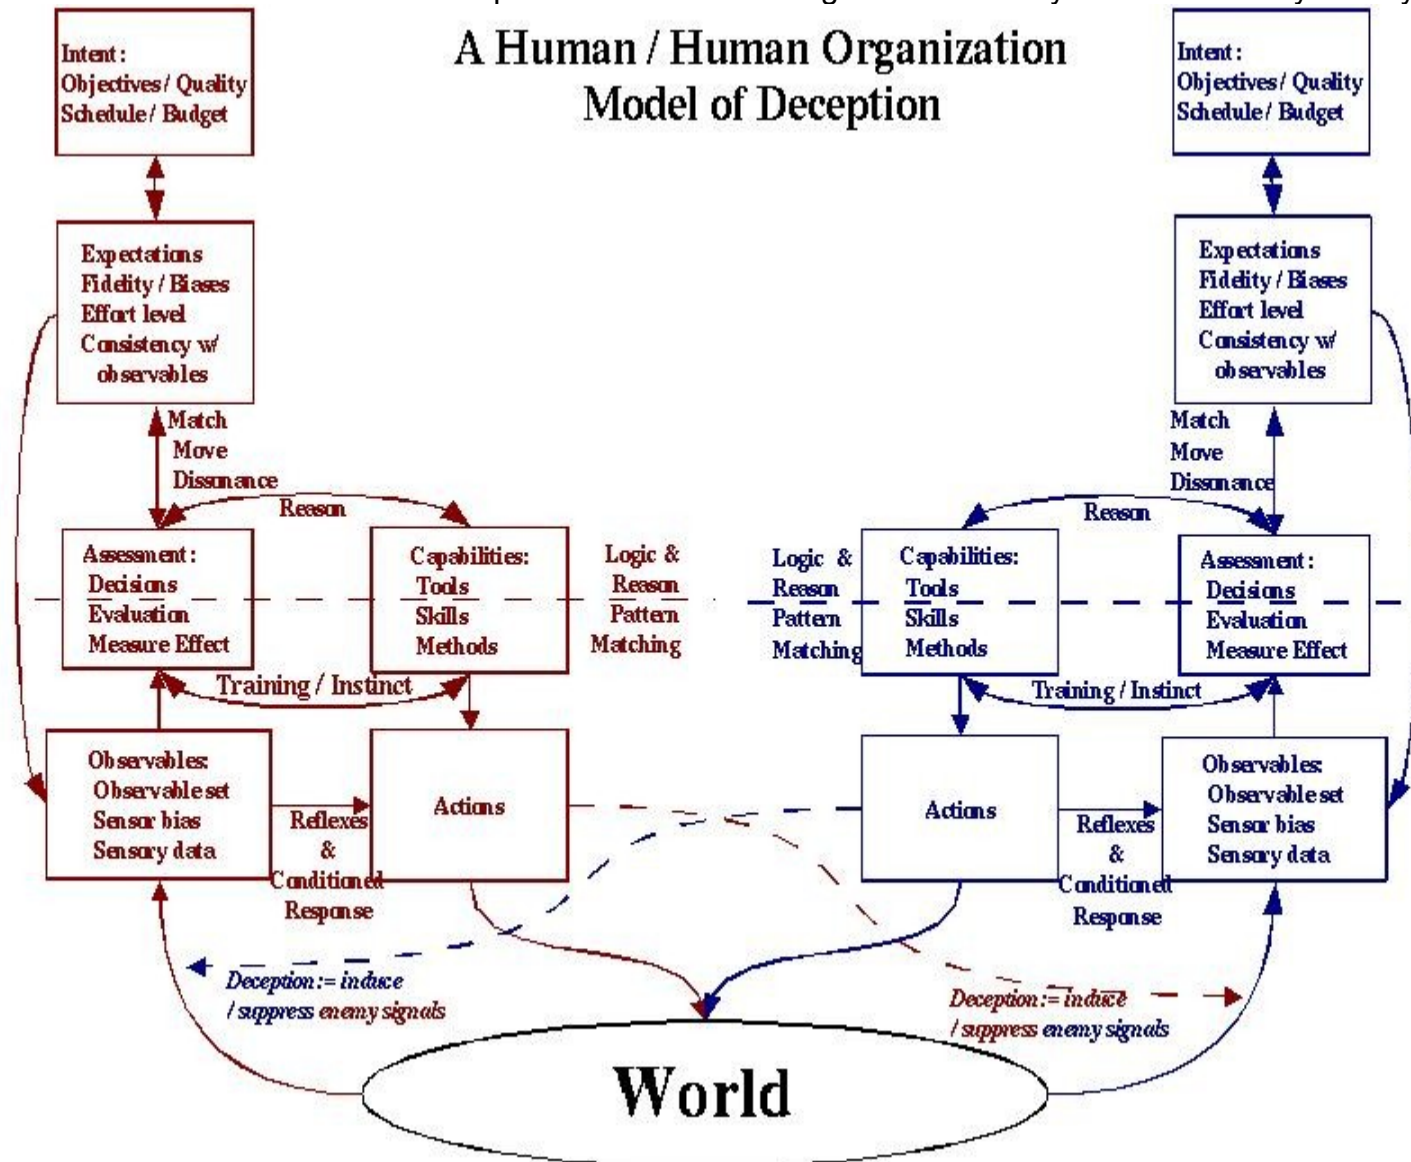 A Human / Human Organization
Model of Deception
Intent :
Objectives / Quality
Schedule / Budget
Expectations
Fidelity / Biases
Effort level
Consistency w/
observables
Match
Move
Dissonance
Reason
Assessment :
Decisions
Evaluation
Measure Effect
Capabilities:
Tools
Skills
Methods
Logic &
Reason
Pattern
Matching
Training / Instinct
Observables:
Observable set
Sensor bias
Sensory data
Reflexes
&
Conditioned
Response
Actions
Deception := induce
/ suppress enemy signals
Intent :
Objectives / Quality
Schedule / Budget
Expectations
Fidelity / Biases
Effort level
Consistency w/
observables
Match
Move
Dissonance
Reason
Logic &
Reason
Pattern
Matching
Capabilities:
Tools
Skills
Methods
Assessment :
Decisions
Evaluation
Measure Effect
Training / Instinct
Actions
Reflexes
&
Conditioned
Response
Observables:
Observable set
Sensor bias
Sensory data
Deception := induce
/ suppress enemy signals
World